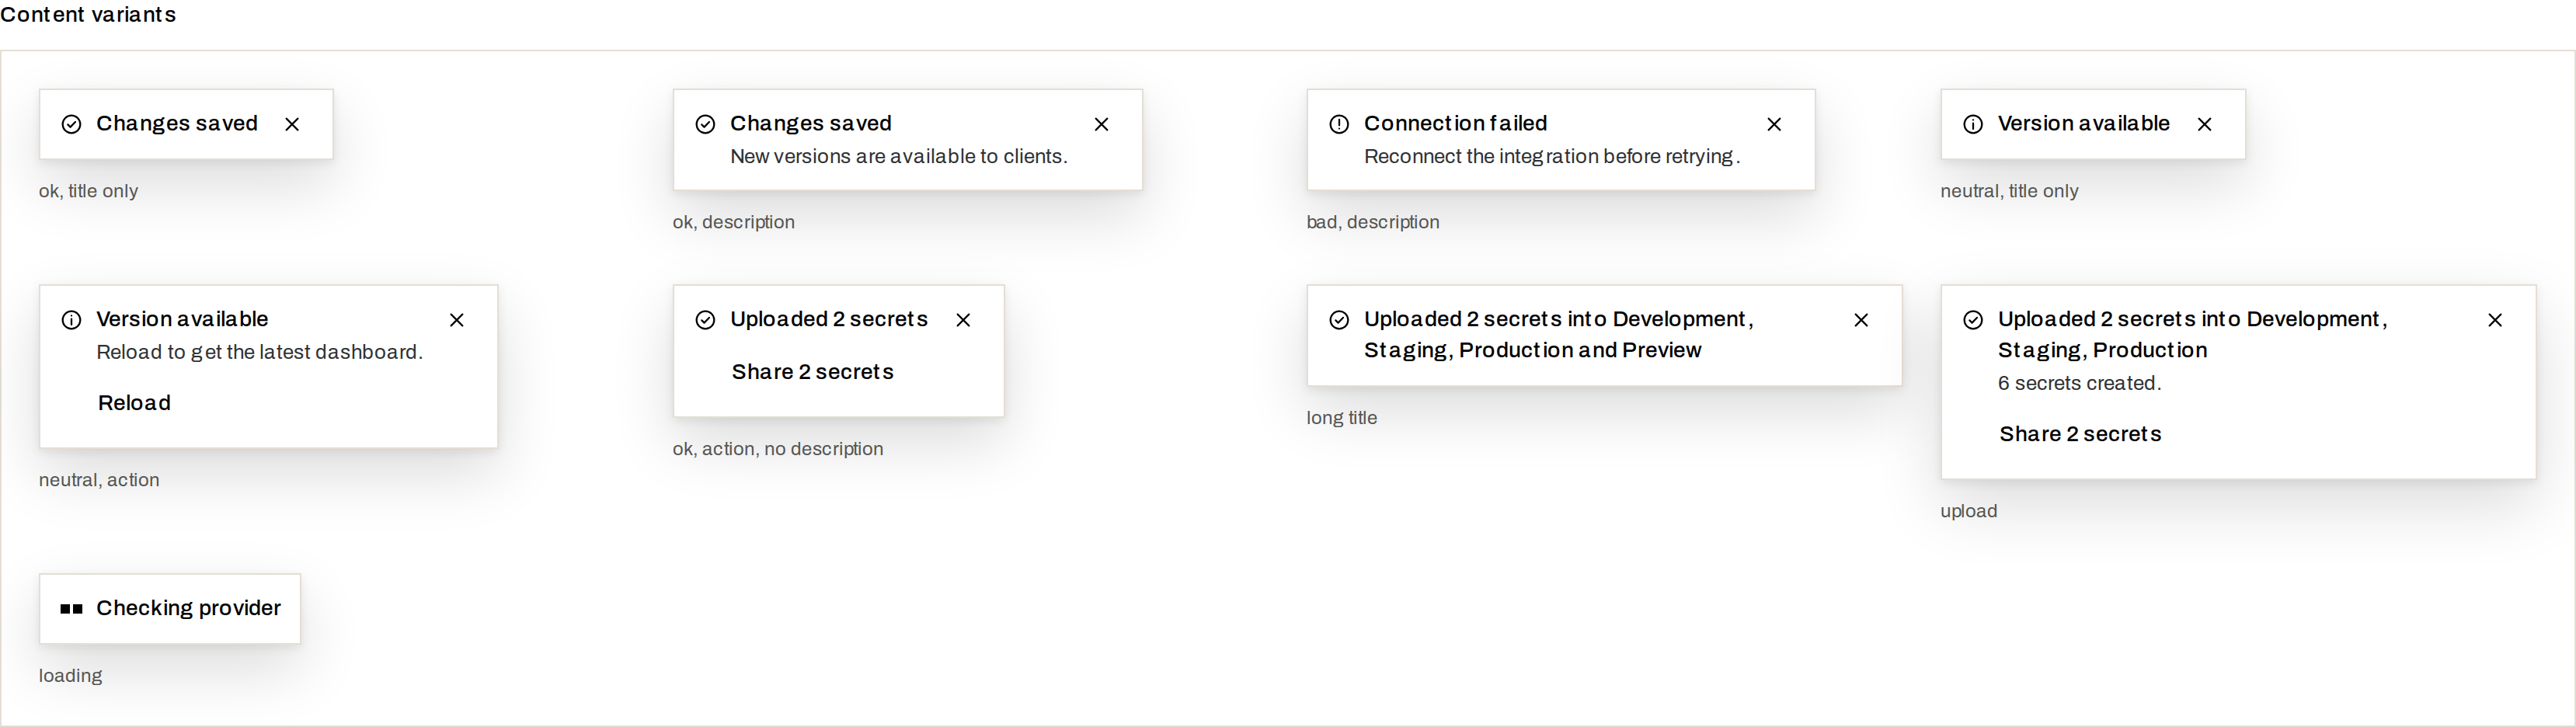 Content variants
Changes saved
ok, title only
Changes saved
New versions are available to clients.
ok, description
Connection failed
Reconnect the integration before retrying.
bad, description
Version available
neutral, title only
Version available
Reload to get the latest dashboard.
Reload
neutral, action
Uploaded 2 secrets
Share 2 secrets
ok, action, no description
Uploaded 2 secrets into Development,
Staging, Production and Preview
long title
Uploaded 2 secrets into Development,
Staging, Production
6 secrets created.
Share 2 secrets
upload
Checking provider
loading